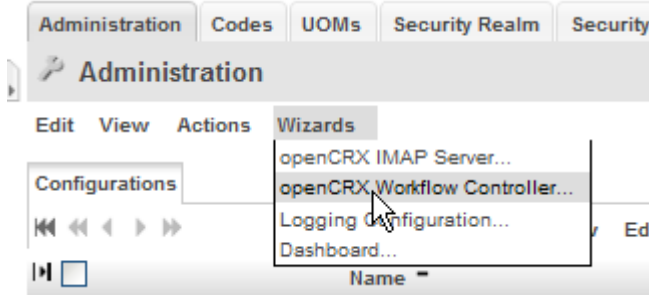 Administration Codes UOMs Security Realm Security
Administration
Edit View Actions Wizards
openCRX IMAP Server...
Configurations
openCRX Workflow Controller...
Logging Configuration...
Ed
Dashboard...
Name